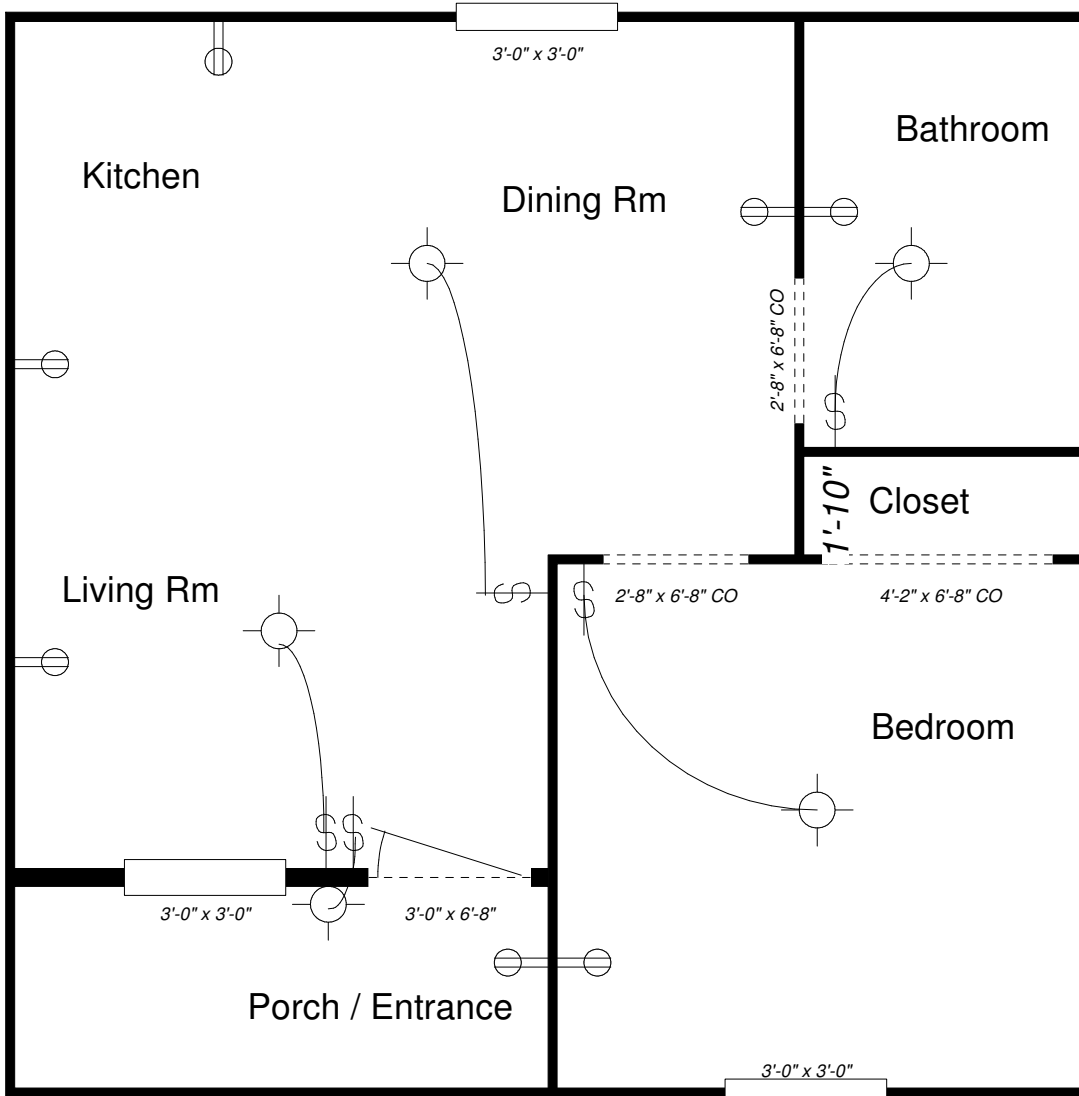 3'-0" x 3'-0"
Bathroom
Kitchen
Dining Rm
2'-8" x 6'-8" CO
S
1'-10"
Closet
Living Rm
S
S
2'-8" x 6'-8" CO
4'-2" x 6'-8" CO
Bedroom
SS
3'-0" x 3'-0"
3'-0" x 6'-8"
Porch / Entrance
3'-0" x 3'-0"